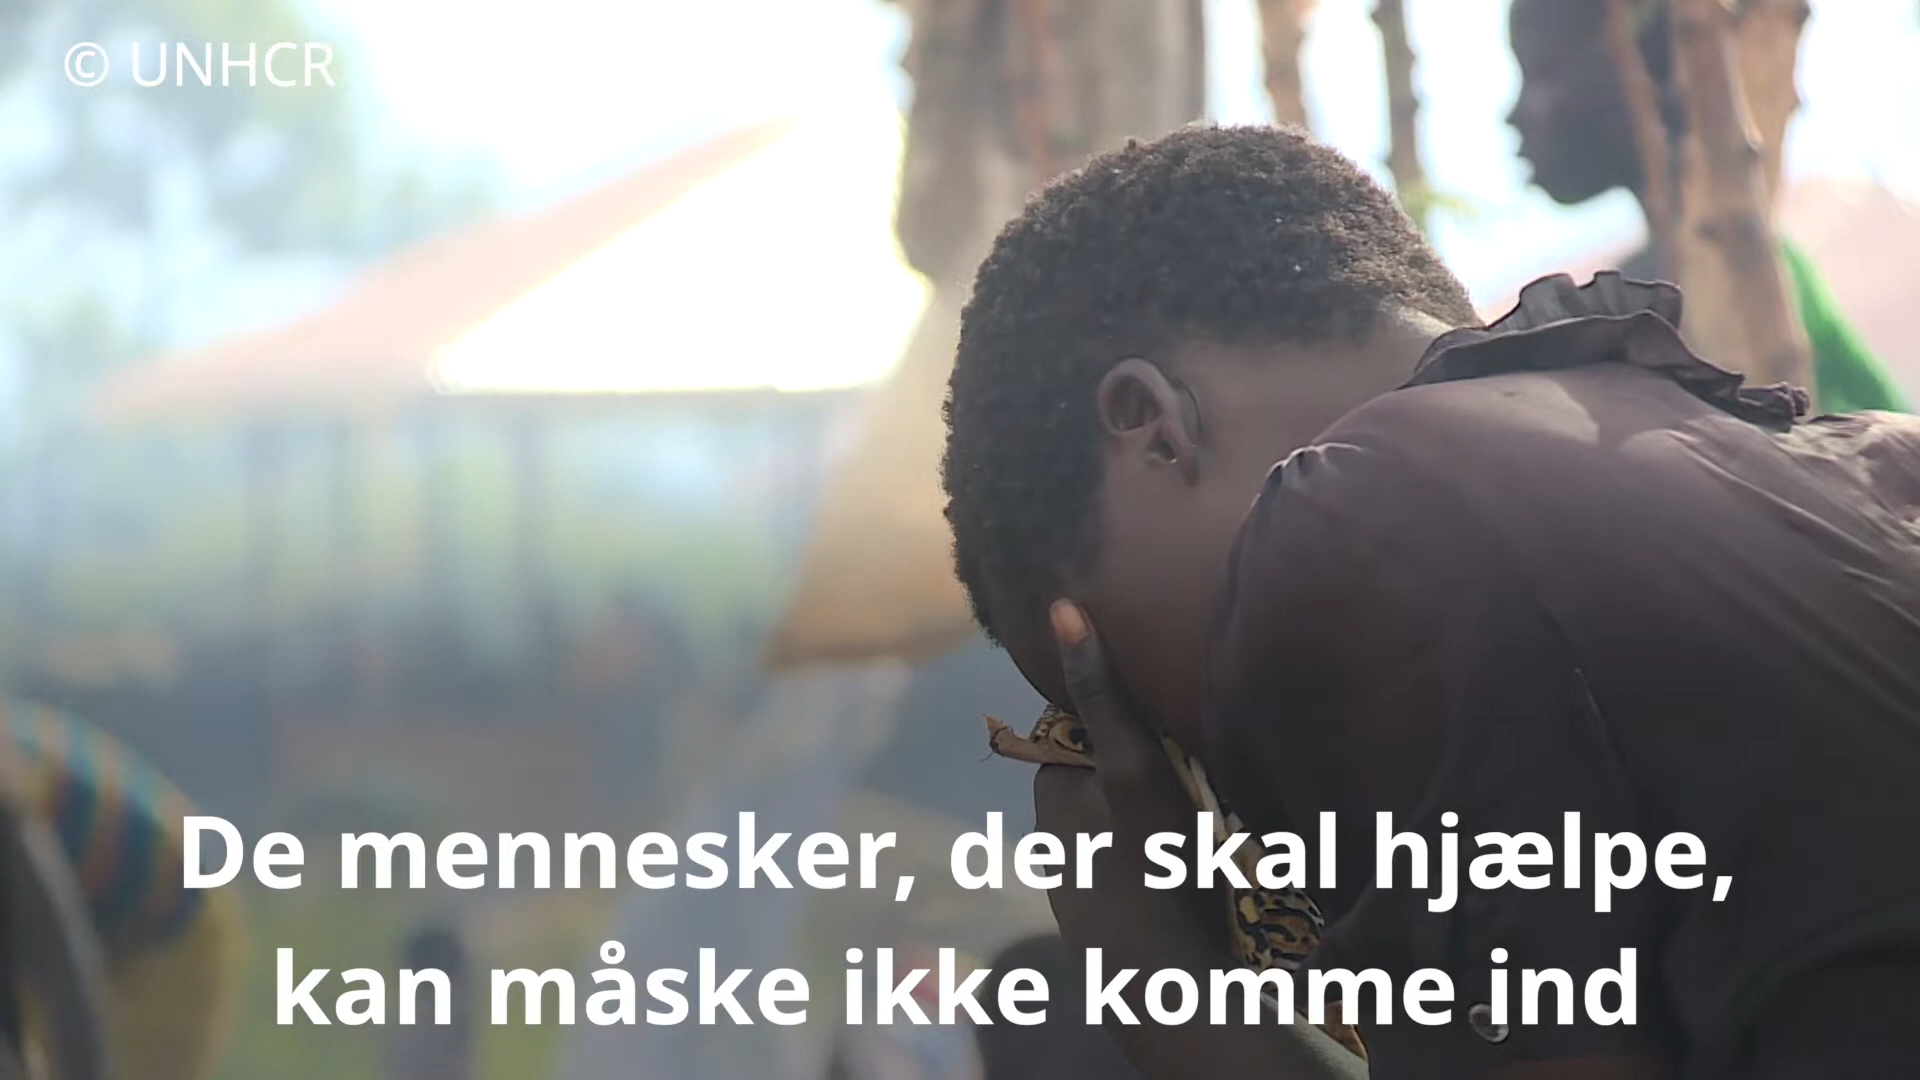 © UNHCR
De mennesker, der skal hjælpe,
kan måske ikke komme ind